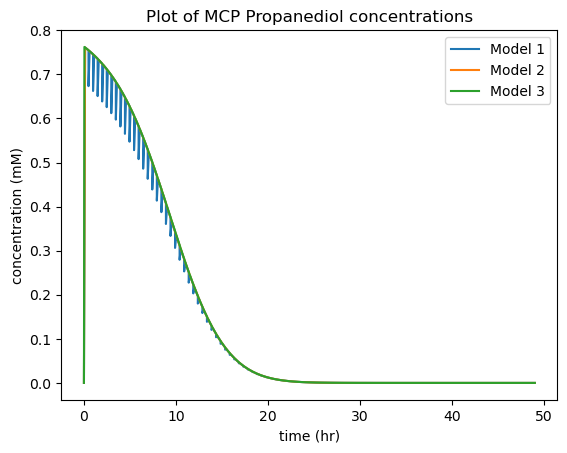 Plot of MCP Propanediol concentrations
Model 1
Model 2
Model 3
concentration (mM)
0.8
0.7
0.6
0.5
0.4
0.3
0.2
0.1
0.0
0 10 20 30 40 50
time (hr)